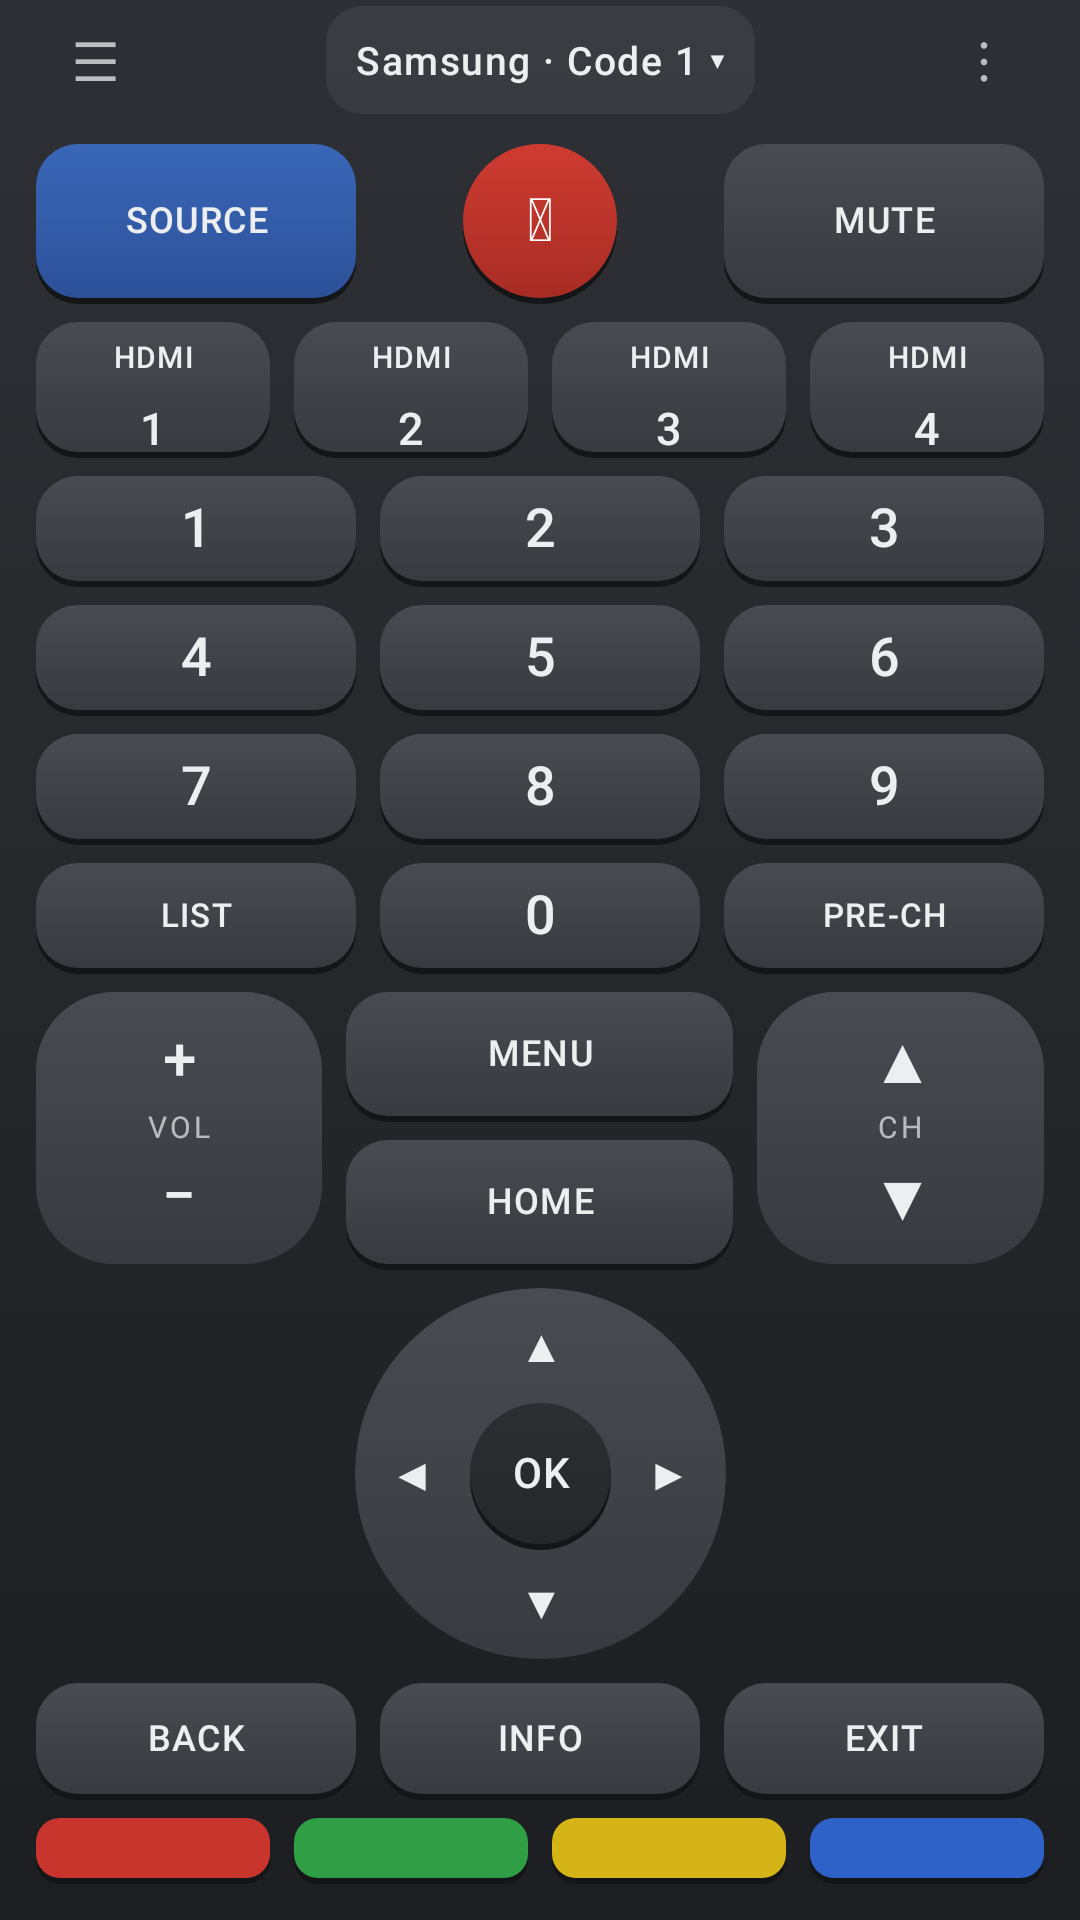 ☰ Samsung · Code 1 ▾ ⋮
SOURCE MUTE
HDMI HDMI HDMI HDMI
1 2 3 4
1 2 3
4 5 6
7 8 9
LIST 0 PRE-CH
+ MENU ▲
VOL CH
− HOME ▼
▲
◀ OK ▶
▼
BACK INFO EXIT